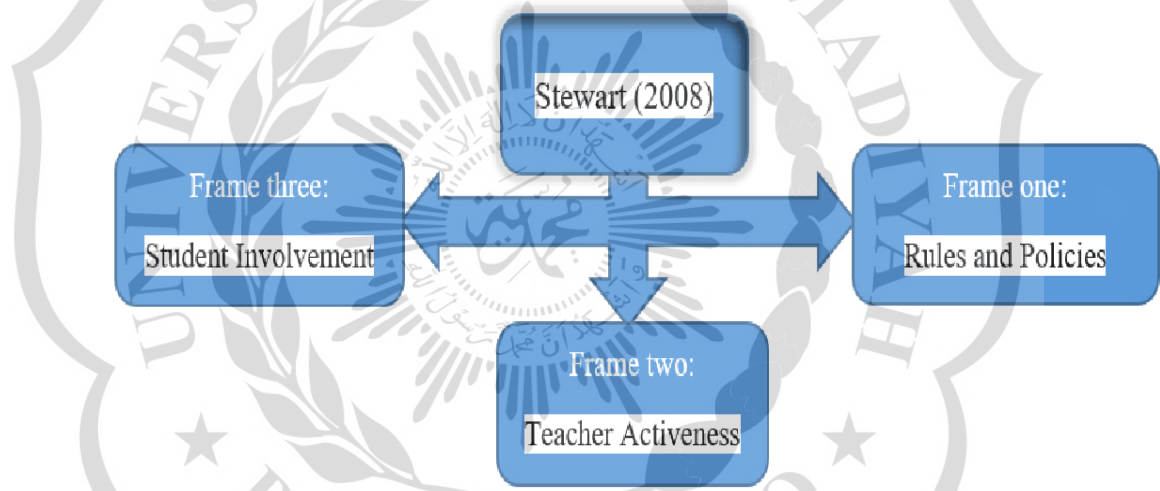 Stewart (2008)
Frame three:
Student Involvement
Frame one:
Rules and Policies
Frame two:
Teacher Activeness